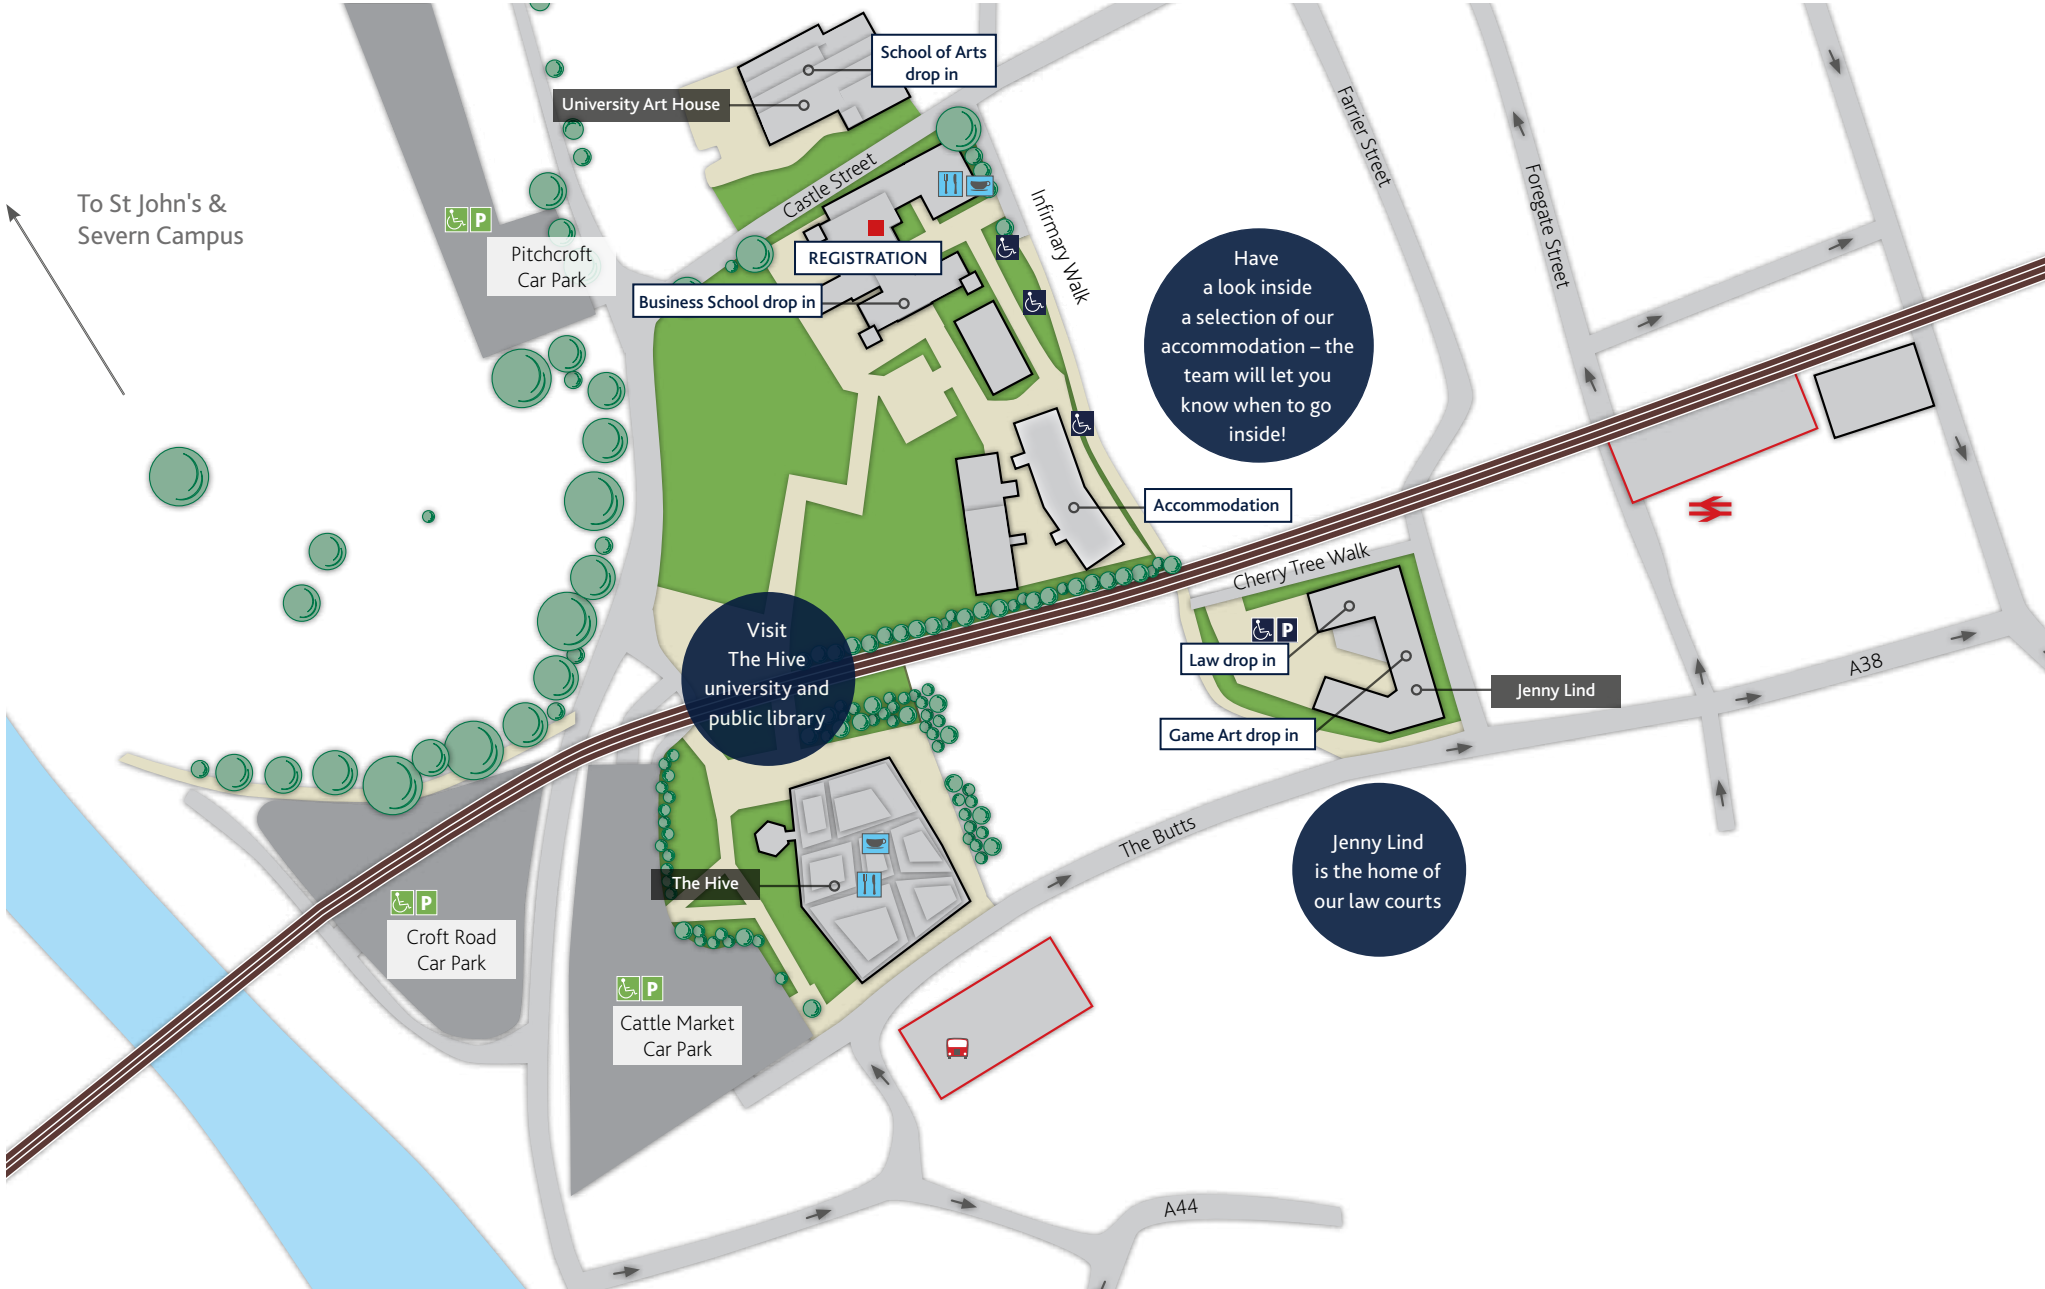 School of Arts
drop in
University Art House
Farrier Street
Castle Street
Foregate Street
To St John's &
Severn Campus
Infirmary Walk
P
Pitchcroft
Car Park
REGISTRATION
Business School drop in
Have
a look inside
a selection of our
accommodation – the
team will let you
know when to go
inside!
Accommodation
Cherry Tree Walk
P
Law drop in
Visit
The Hive
university and
public library
A38
Jenny Lind
Game Art drop in
The Butts
Jenny Lind
is the home of
our law courts
The Hive
P
Croft Road
Car Park
P
Cattle Market
Car Park
A44